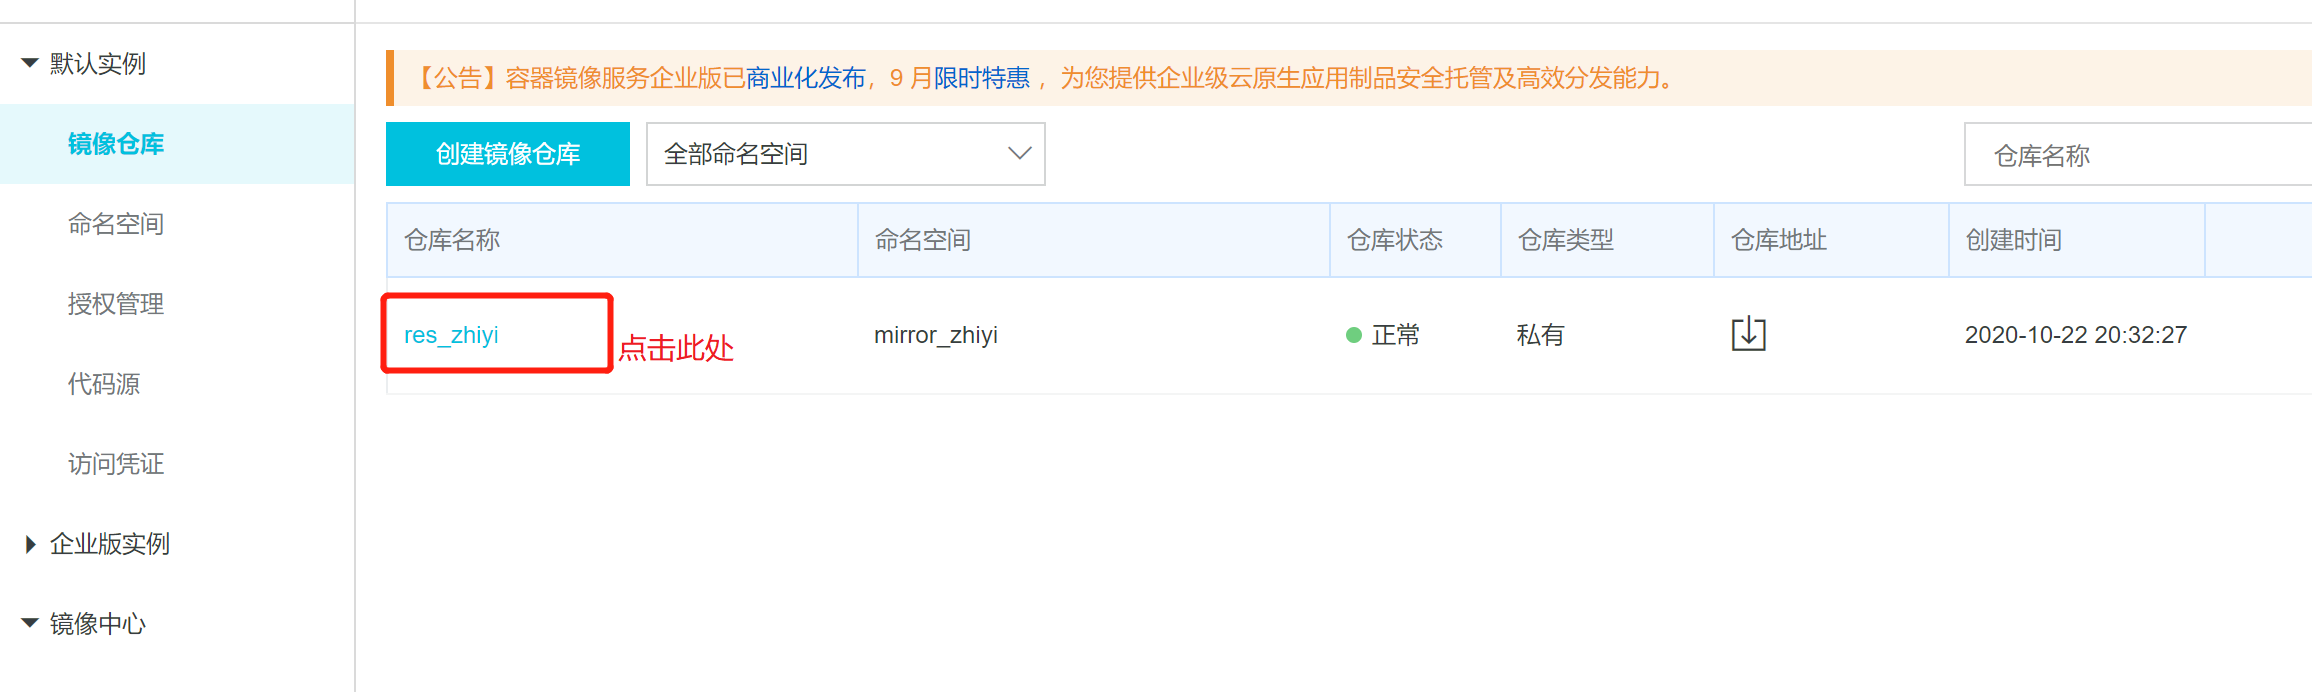 默认实例
镜像仓库
命名空间
授权管理
代码源
访问凭证
企业版实例
镜像中心
【公告】容器镜像服务企业版已商业化发布，9 月限时特惠 ，为您提供企业级云原生应用制品安全托管及高效分发能力。
创建镜像仓库 全部命名空间 仓库名称
仓库名称 命名空间 仓库状态 仓库类型 仓库地址 创建时间
res_zhiyi 点击此处 mirror_zhiyi 正常 私有 2020-10-22 20:32:27